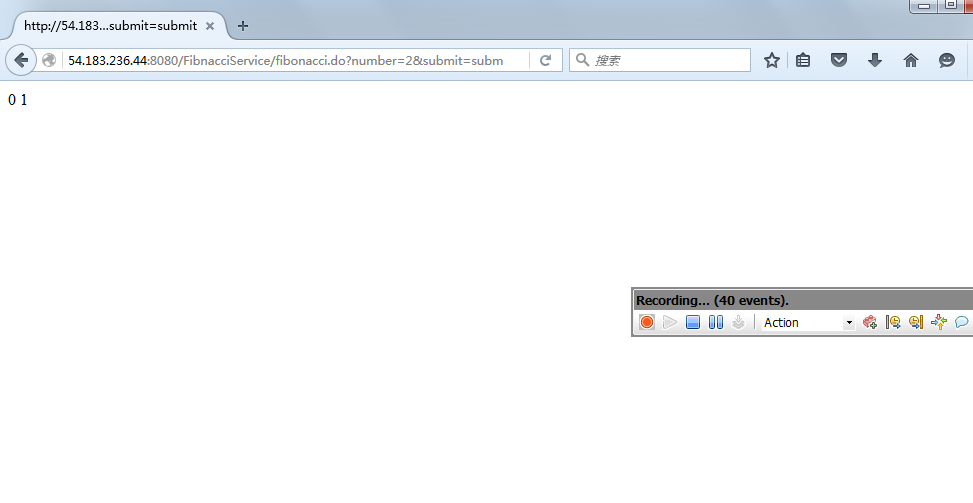 http://54.183...submit=submit
54.183.236.44:8080/FibnacciService/fibonacci.do?number=2&submit=subm
搜索
0 1
Recording... (40 events).
Action